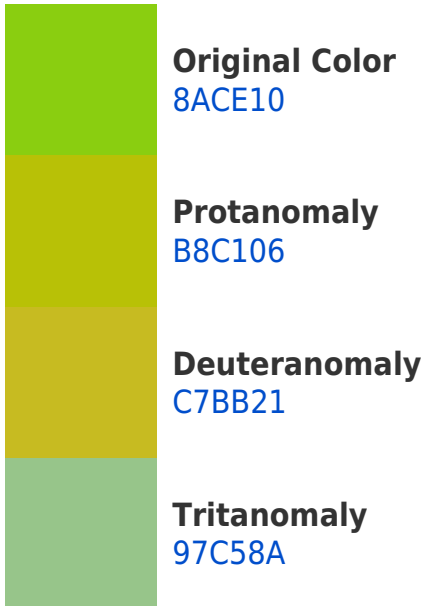 Original Color
8ACE10
Protanomaly
B8C106
Deuteranomaly
C7BB21
Tritanomaly
97C58A